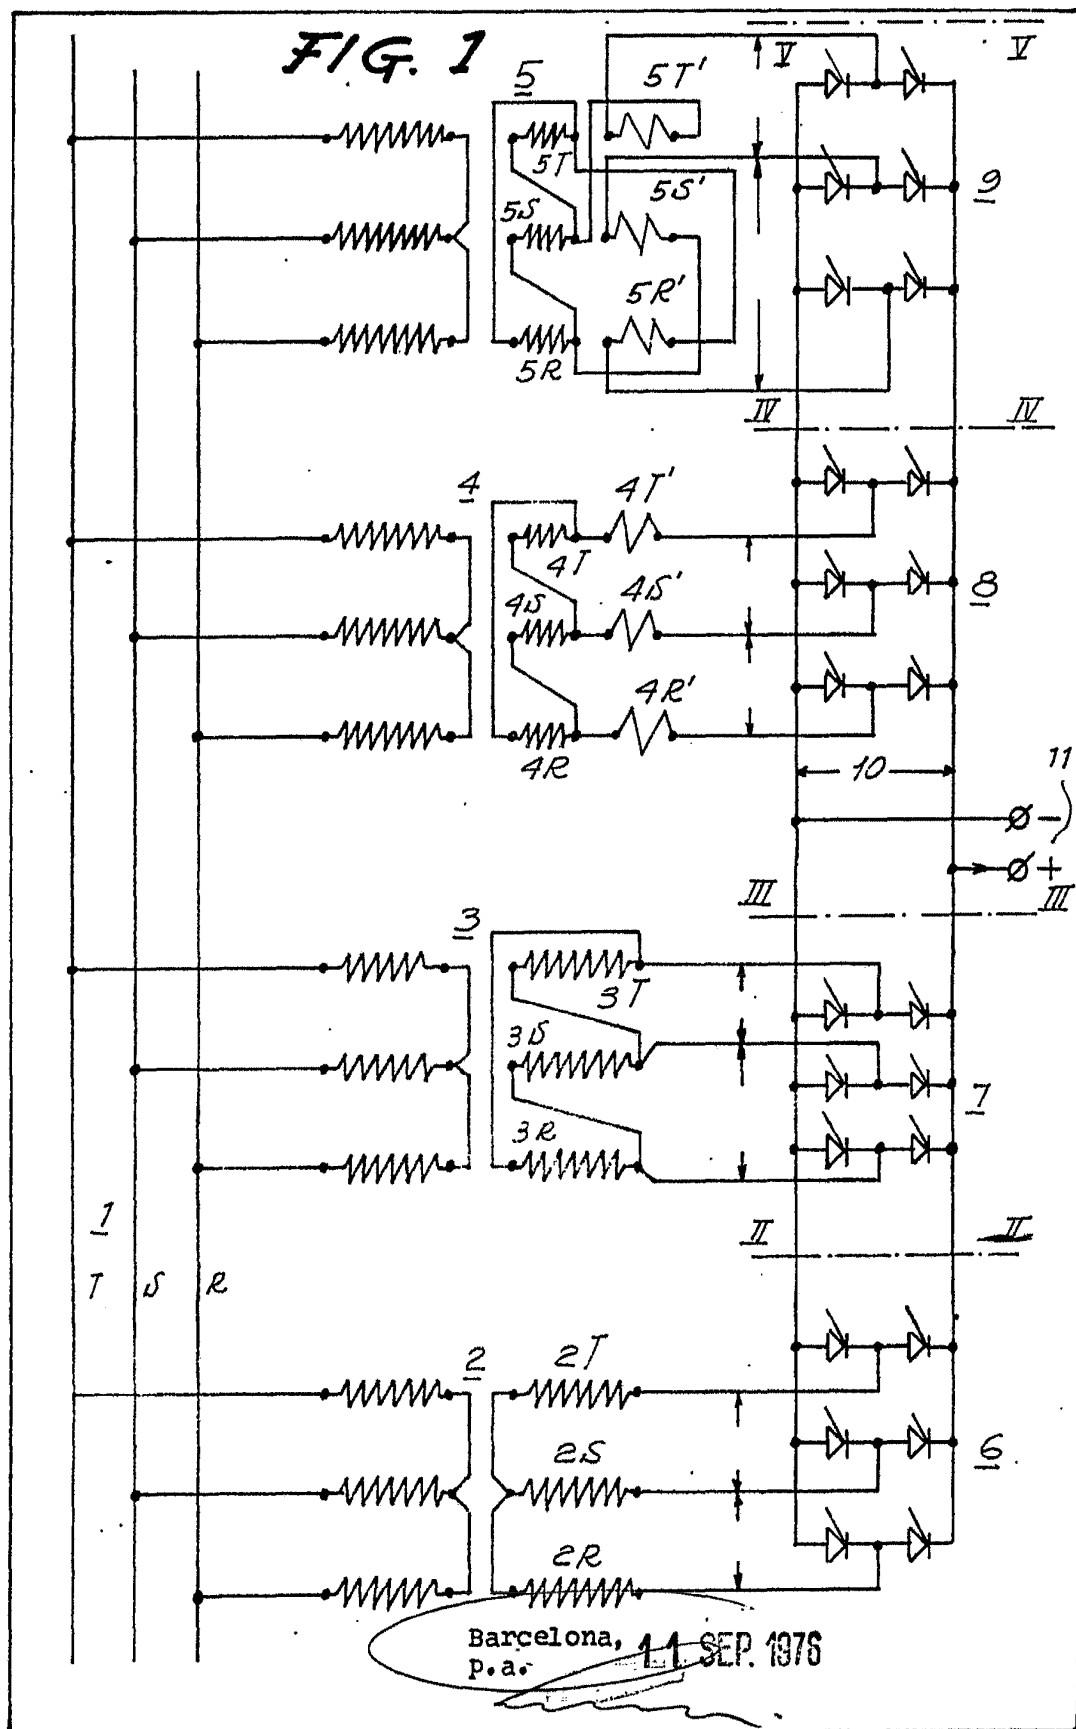 FIG. 1
5
5T'
V
V
5T
5S'
9
5S
5R'
5R
IV
IV
4
4T'
4T
4S'
8
4S
4R'
4R
10
11
-
+
III
III
3
3T
3S
7
3R
1
II
II
T S R
2
2T
2S
6
2R
Barcelona, 11 SEP. 1976
p.a.